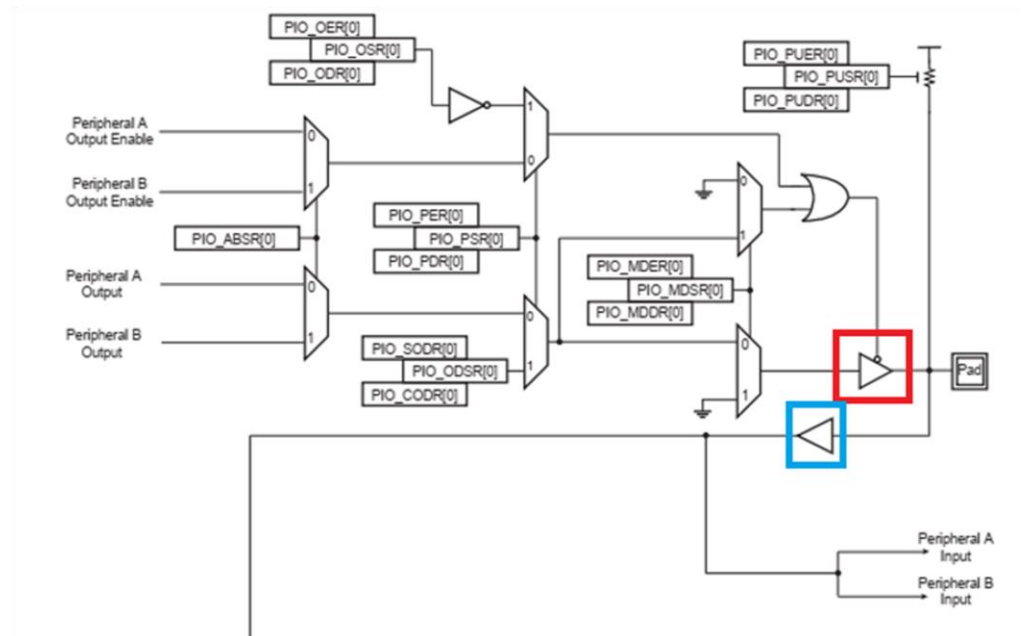 PIO_OER[0]
PIO_OSR[0]
PIO_ODR[0]
PIO_PUER[0]
PIO_PUSR[0]
PIO_PUDR[0]
Peripheral A
Output Enable
1
0
0
Peripheral B
Output Enable
1
0
PIO_PER[0]
PIO_ABSR[0]
PIO_PSR[0]
1
PIO_PDR[0]
PIO_MDER[0]
Peripheral A
Output
0
PIO_MDSR[0]
PIO_MDDR[0]
0
Peripheral B
Output
1
PIO_SODR[0]
0
PIO_ODSR[0]
1
Pad
PIO_CODR[0]
1
Peripheral A
Input
Peripheral B
Input